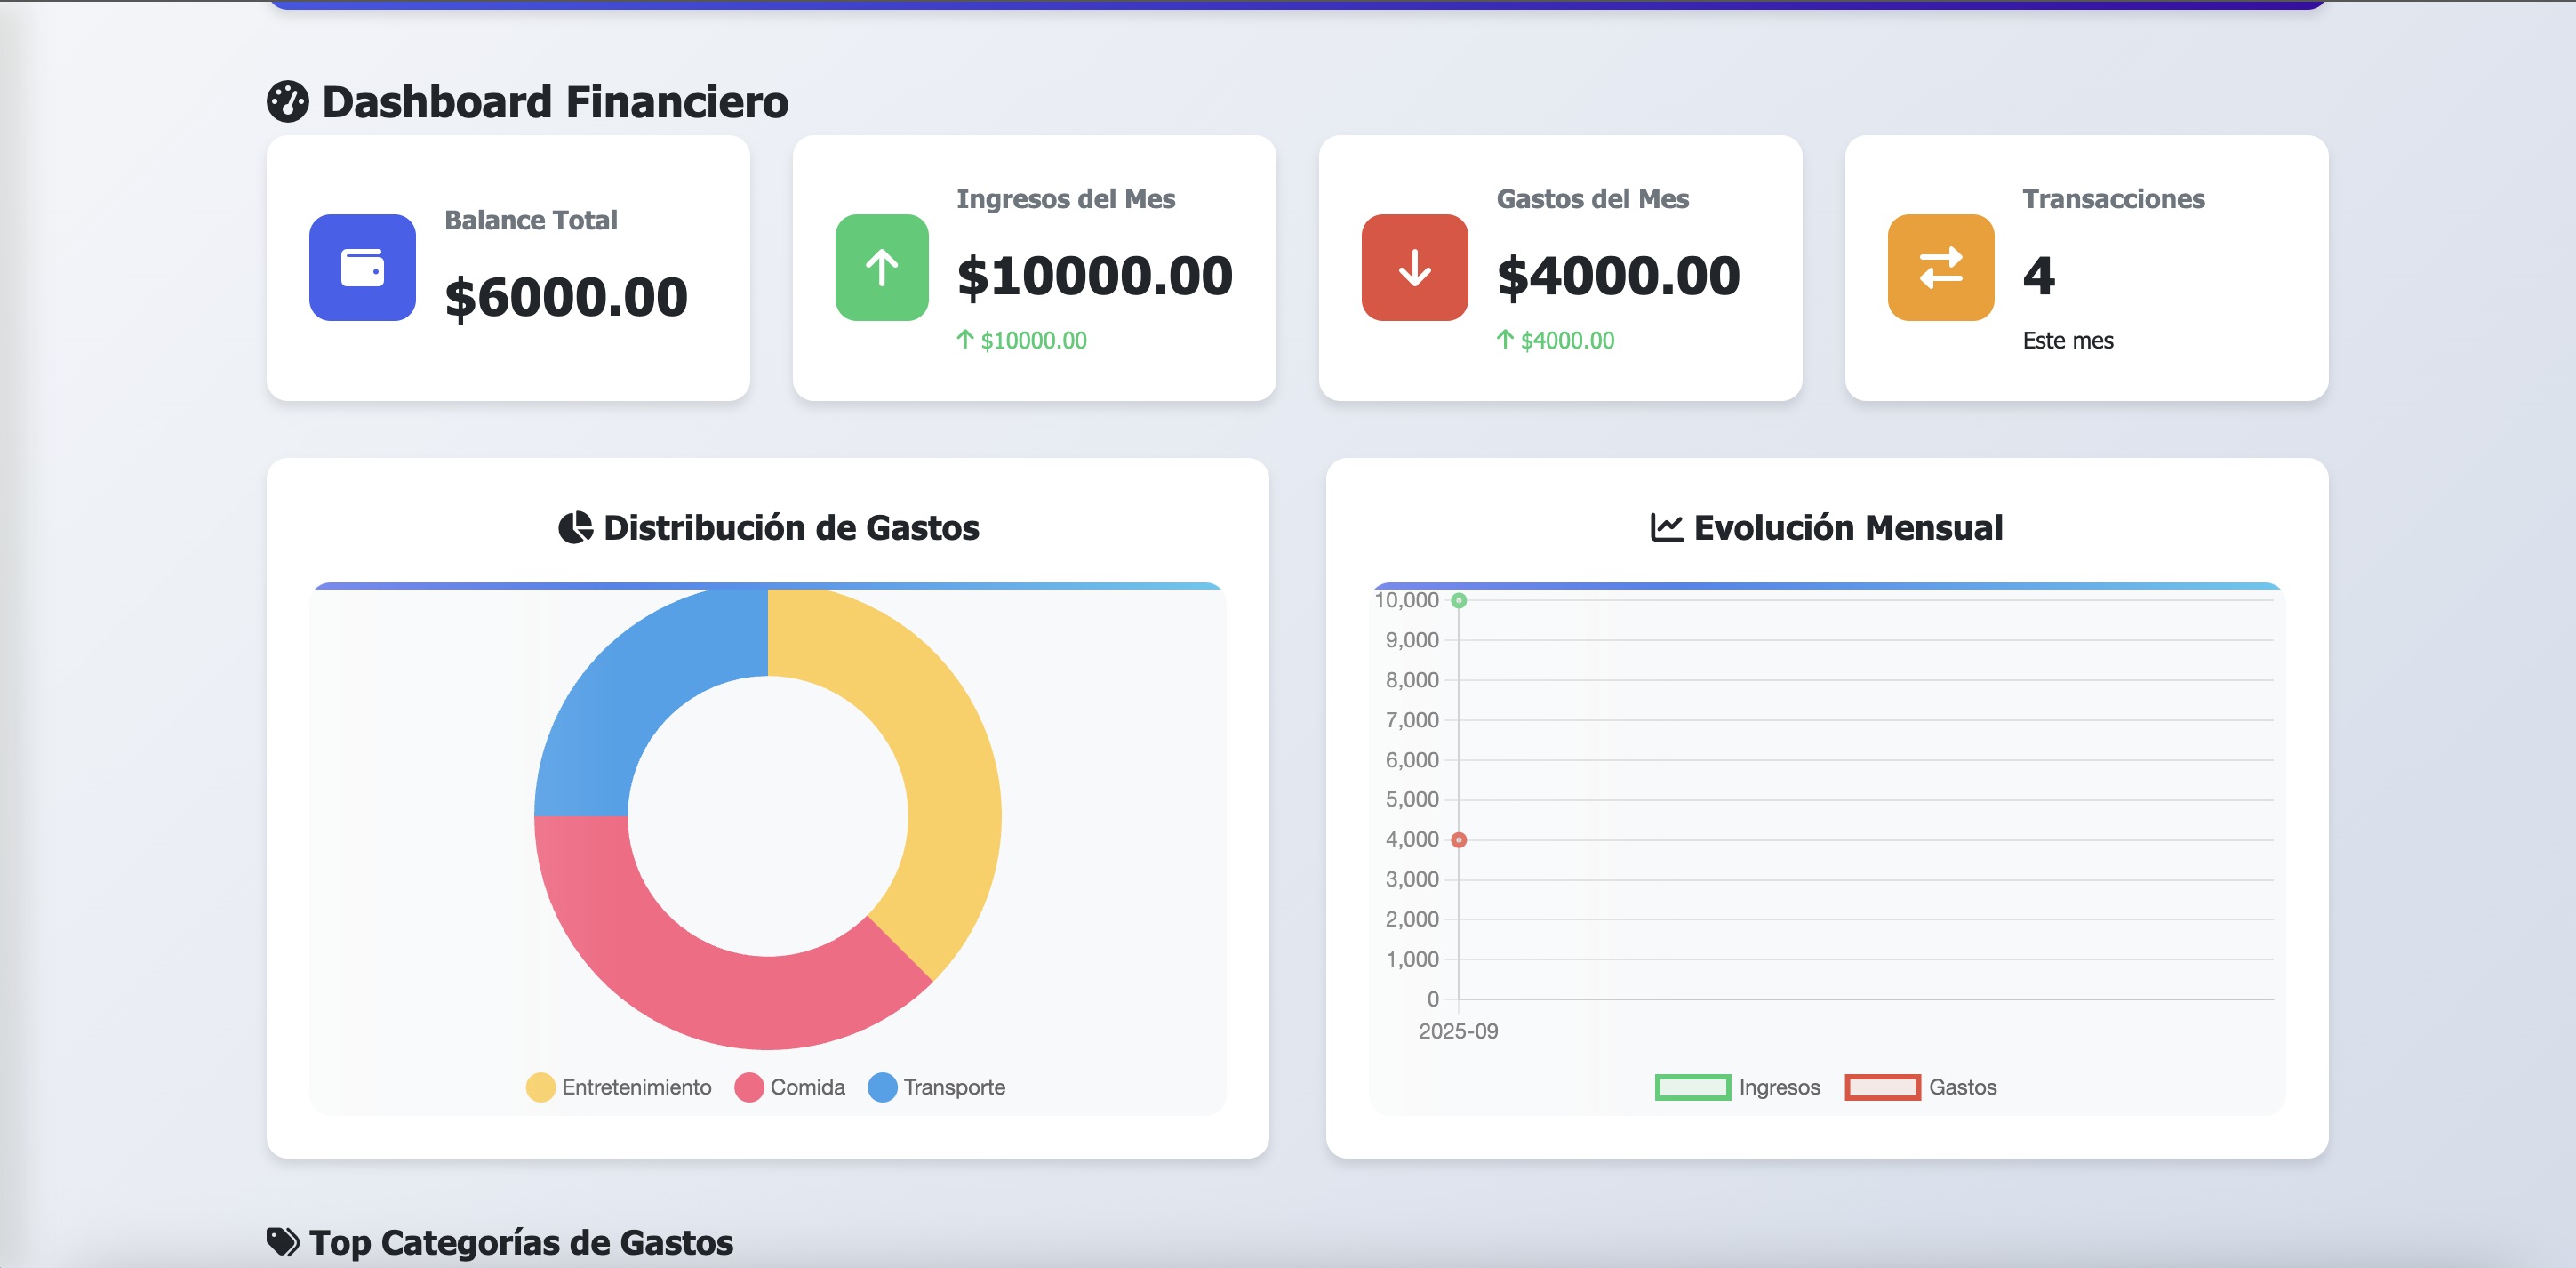 Dashboard Financiero
Balance Total
$6000.00
Ingresos del Mes
$10000.00
$10000.00
Gastos del Mes
$4000.00
$4000.00
Transacciones
4
Este mes
Distribución de Gastos
Entretenimiento
Comida
Transporte
Evolución Mensual
10,000
9,000
8,000
7,000
6,000
5,000
4,000
3,000
2,000
1,000
0
2025-09
Ingresos
Gastos
Top Categorías de Gastos